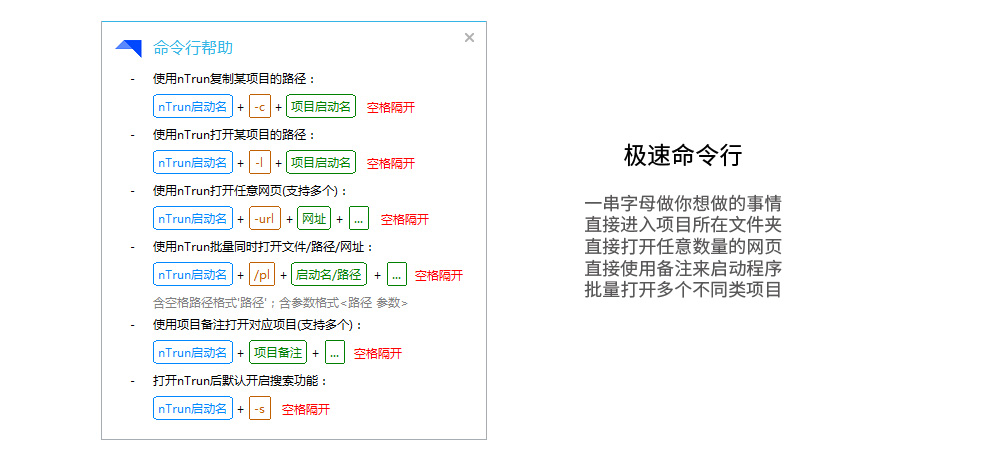 命令行帮助
- 使用nTrun复制某项目的路径：
nTrun启动名 + -c + 项目启动名 空格隔开
- 使用nTrun打开某项目的路径：
nTrun启动名 + -l + 项目启动名 空格隔开
- 使用nTrun打开任意网页(支持多个)：
nTrun启动名 + -url + 网址 + ... 空格隔开
- 使用nTrun批量同时打开文件/路径/网址：
nTrun启动名 + /pl + 启动名/路径 + ... 空格隔开
含空格路径格式'路径'；含参数格式<路径 参数>
- 使用项目备注打开对应项目(支持多个)：
nTrun启动名 + 项目备注 + ... 空格隔开
- 打开nTrun后默认开启搜索功能：
nTrun启动名 + -s 空格隔开
极速命令行
一串字母做你想做的事情
直接进入项目所在文件夹
直接打开任意数量的网页
直接使用备注来启动程序
批量打开多个不同类项目